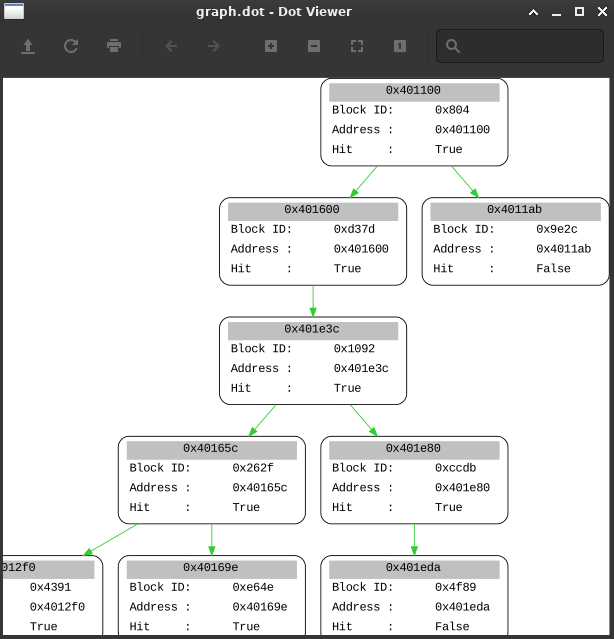 graph.dot - Dot Viewer
1
0x401100
Block ID: 0x804
Address : 0x401100
Hit : True
0x401600
Block ID: 0xd37d
Address : 0x401600
Hit : True
0x4011ab
Block ID: 0x9e2c
Address : 0x4011ab
Hit : False
0x401e3c
Block ID: 0x1092
Address : 0x401e3c
Hit : True
0x40165c
Block ID: 0x262f
Address : 0x40165c
Hit : True
0x401e80
Block ID: 0xccdb
Address : 0x401e80
Hit : True
012f0
0x4391
0x4012f0
True
0x40169e
Block ID: 0xe64e
Address : 0x40169e
Hit : True
0x401eda
Block ID: 0x4f89
Address : 0x401eda
Hit : False